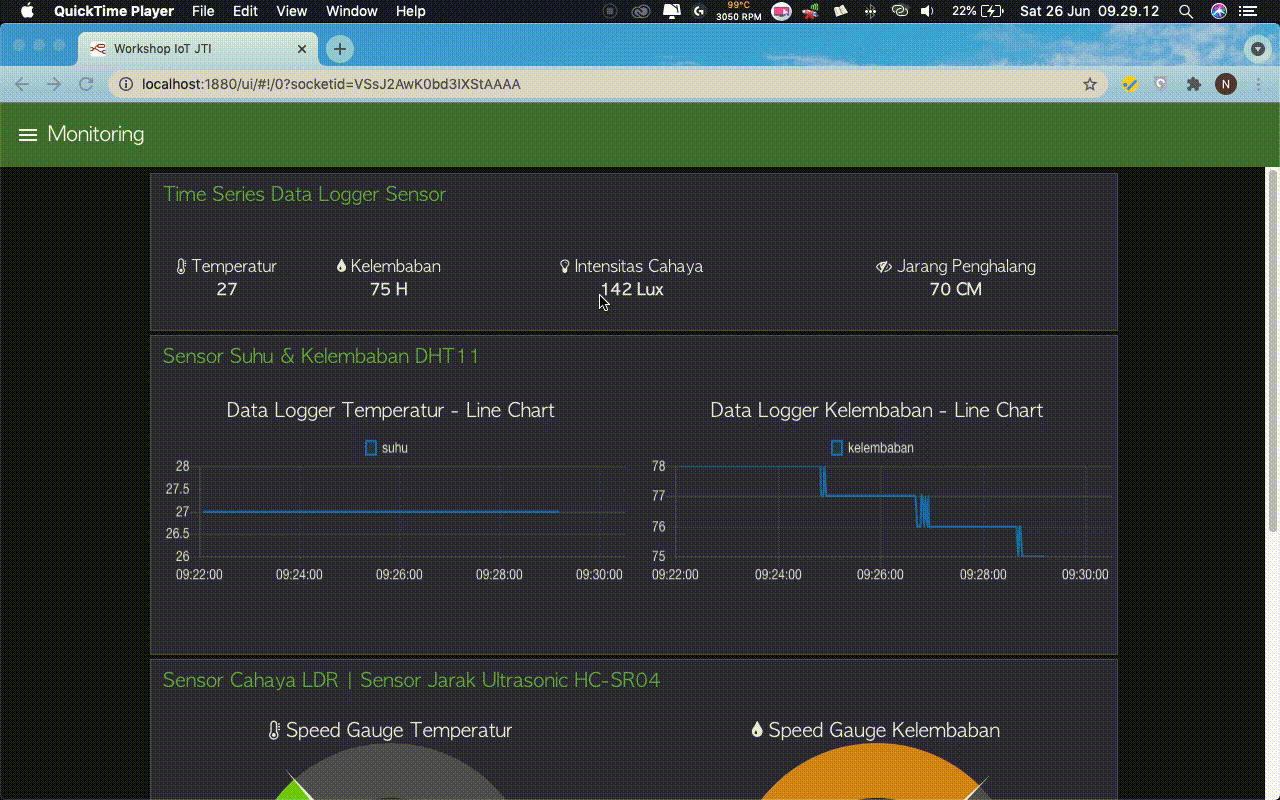 QuickTime Player File Edit View Window Help 99°C 3050 RPM 22% Sat 26 Jun 09.29.12
Workshop IoT JTI
localhost:1880/ui/#!/0?socketid=VSsJ2AwK0bd3IXStAAAA N
Monitoring
Time Series Data Logger Sensor
Temperatur Kelembaban Intensitas Cahaya Jarang Penghalang
27 75 H 142 Lux 70 CM
Sensor Suhu & Kelembaban DHT11
Data Logger Temperatur - Line Chart Data Logger Kelembaban - Line Chart
suhu kelembaban
28 78
27.5 77
27 76
26.5 75
26
09:22:00 09:24:00 09:26:00 09:28:00 09:30:00 09:22:00 09:24:00 09:26:00 09:28:00 09:30:00
Sensor Cahaya LDR | Sensor Jarak Ultrasonic HC-SR04
Speed Gauge Temperatur Speed Gauge Kelembaban